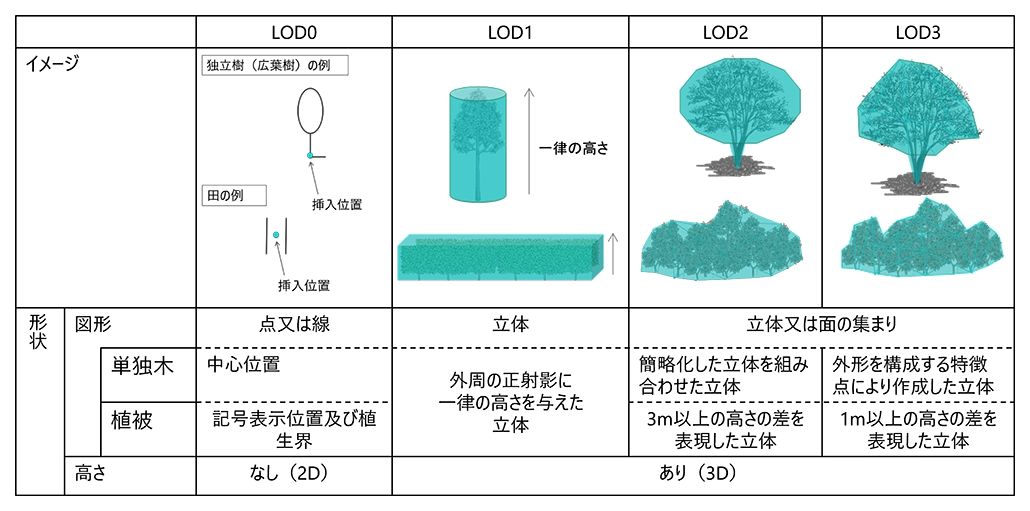 LOD0
LOD1
LOD2
LOD3
イメージ
独立樹（広葉樹）の例
挿入位置
田の例
挿入位置
一律の高さ
形状
図形
点又は線
立体
立体又は面の集まり
単独木
中心位置
外周の正射影に
一律の高さを与えた
立体
簡略化した立体を組み
合わせた立体
外形を構成する特徴
点により作成した立体
植被
記号表示位置及び植
生界
3m以上の高さの差を
表現した立体
1m以上の高さの差を
表現した立体
高さ
なし（2D）
あり（3D）